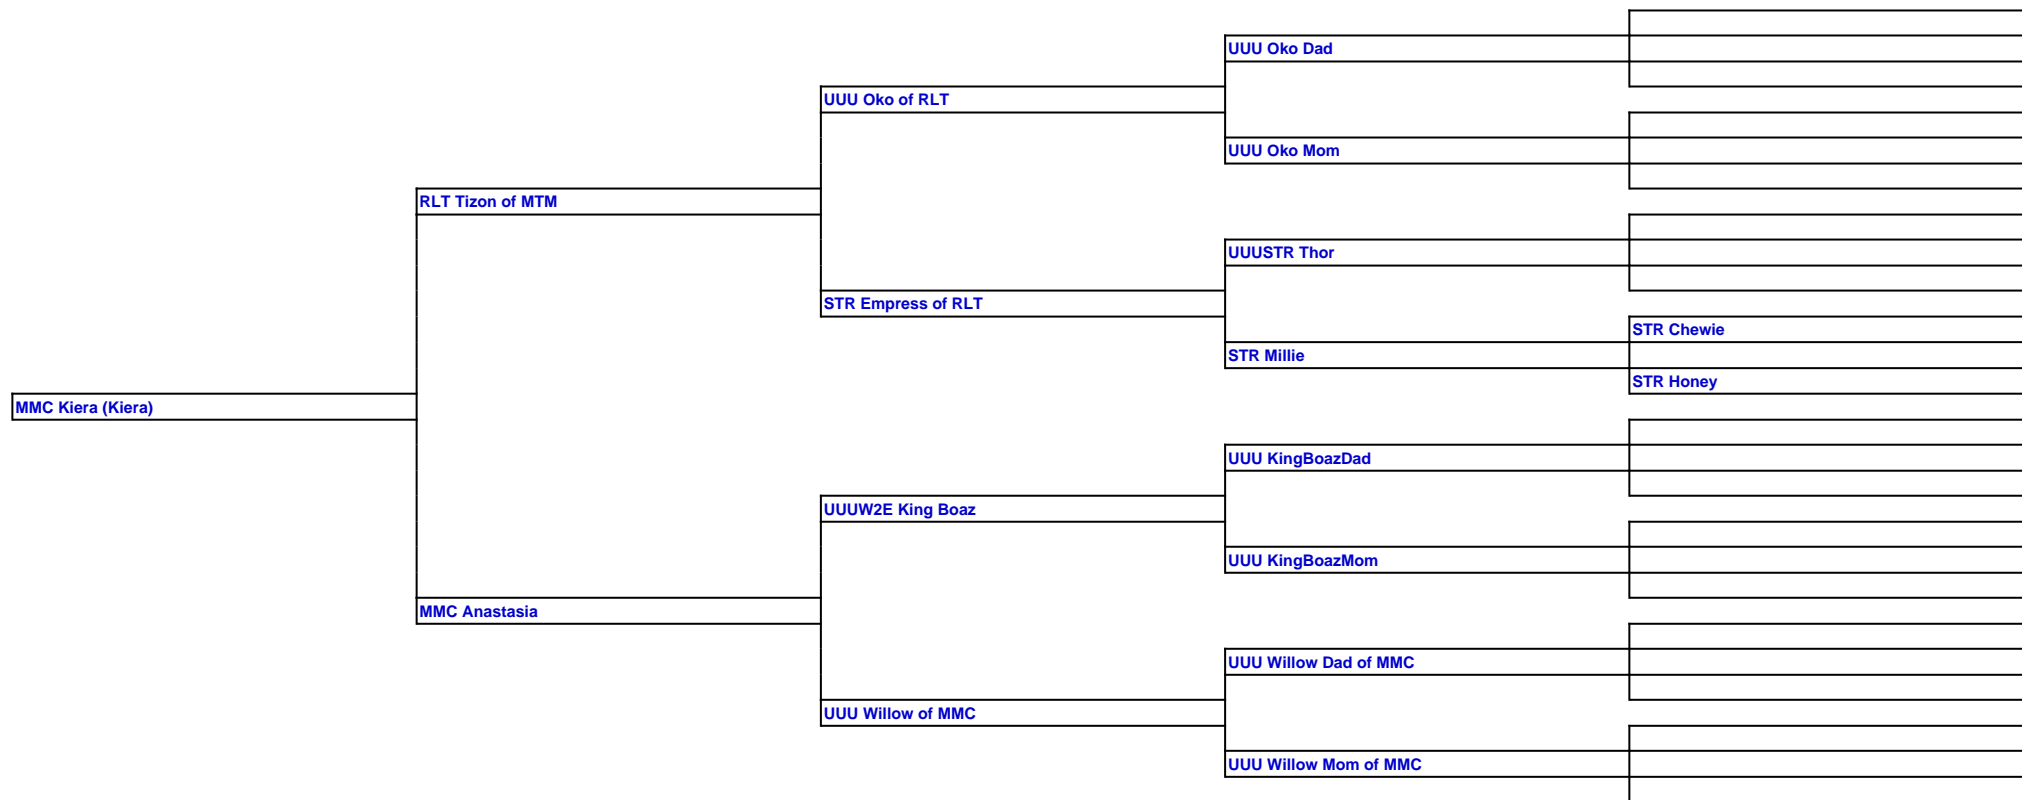 UUU Oko Dad
UUU Oko of RLT
UUU Oko Mom
RLT Tizon of MTM
UUUSTR Thor
STR Empress of RLT
STR Chewie
STR Millie
STR Honey
MMC Kiera (Kiera)
UUU KingBoazDad
UUUW2E King Boaz
UUU KingBoazMom
MMC Anastasia
UUU Willow Dad of MMC
UUU Willow of MMC
UUU Willow Mom of MMC